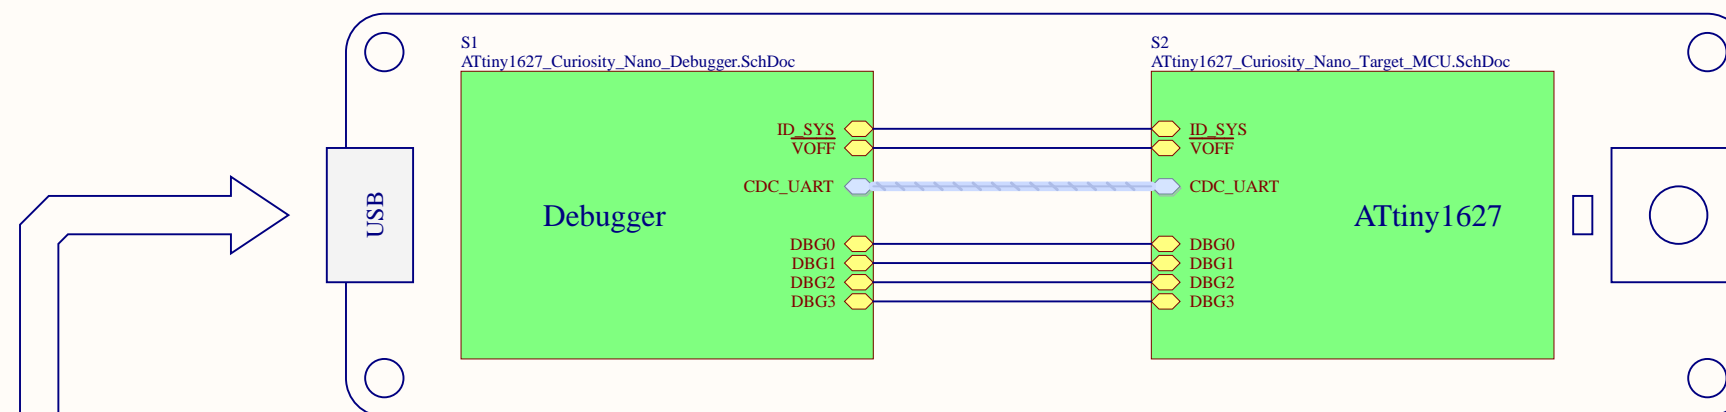 S1
ATtiny1627_Curiosity_Nano_Debugger.SchDoc
ID_SYS
VOFF
CDC_UART
Debugger
DBG0
DBG1
DBG2
DBG3
USB
S2
ATtiny1627_Curiosity_Nano_Target_MCU.SchDoc
ID_SYS
VOFF
CDC_UART
ATtiny1627
DBG0
DBG1
DBG2
DBG3